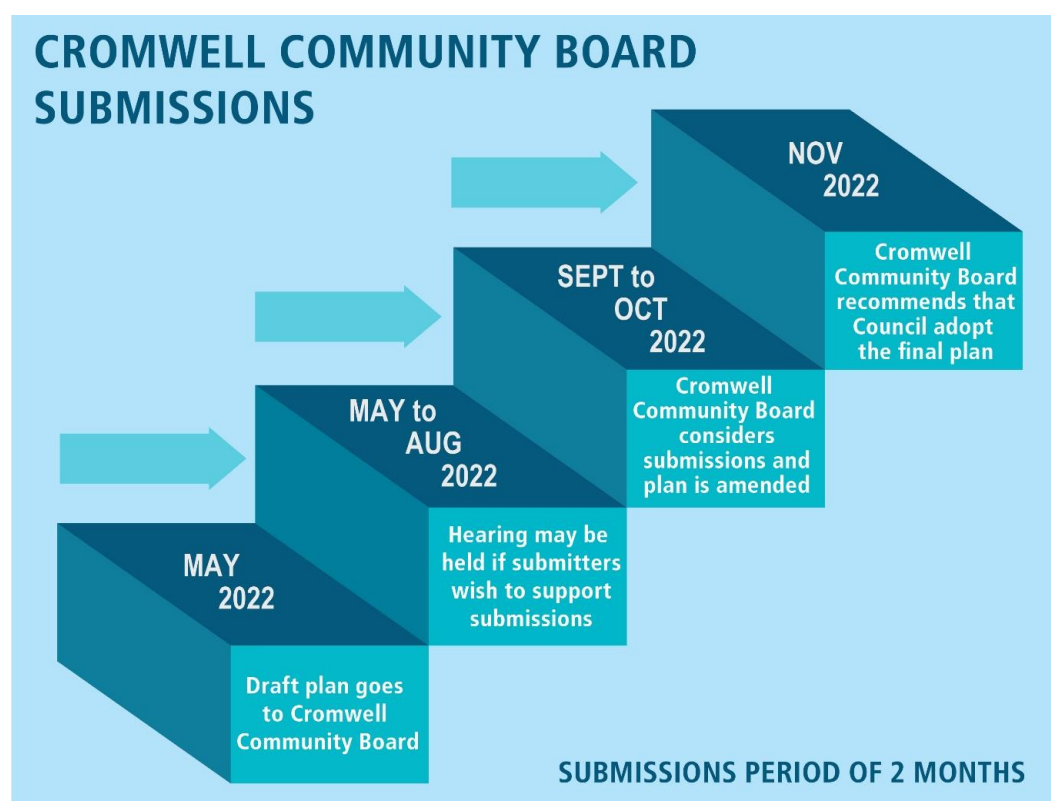 CROMWELL COMMUNITY BOARD
SUBMISSIONS
MAY
2022
Draft plan goes
to Cromwell
Community Board
MAY to
AUG
2022
Hearing may be
held if submitters
wish to support
submissions
SEPT to
OCT
2022
Cromwell
Community Board
considers
submissions and
plan is amended
NOV
2022
Cromwell
Community Board
recommends that
Council adopt
the final plan
SUBMISSIONS PERIOD OF 2 MONTHS